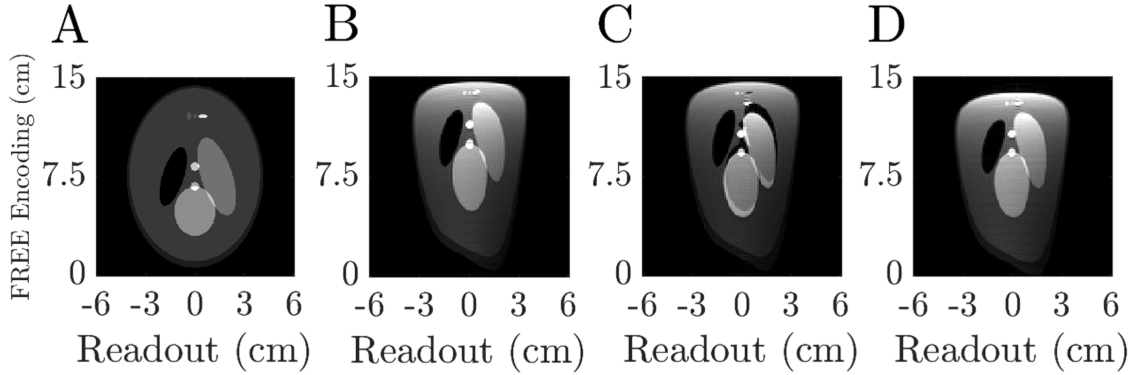 A B C D
FREE Encoding (cm)
15 15 15 15
7.5 7.5 7.5 7.5
0 0 0 0
-6 -3 0 3 6 -6 -3 0 3 6 -6 -3 0 3 6 -6 -3 0 3 6
Readout (cm) Readout (cm) Readout (cm) Readout (cm)